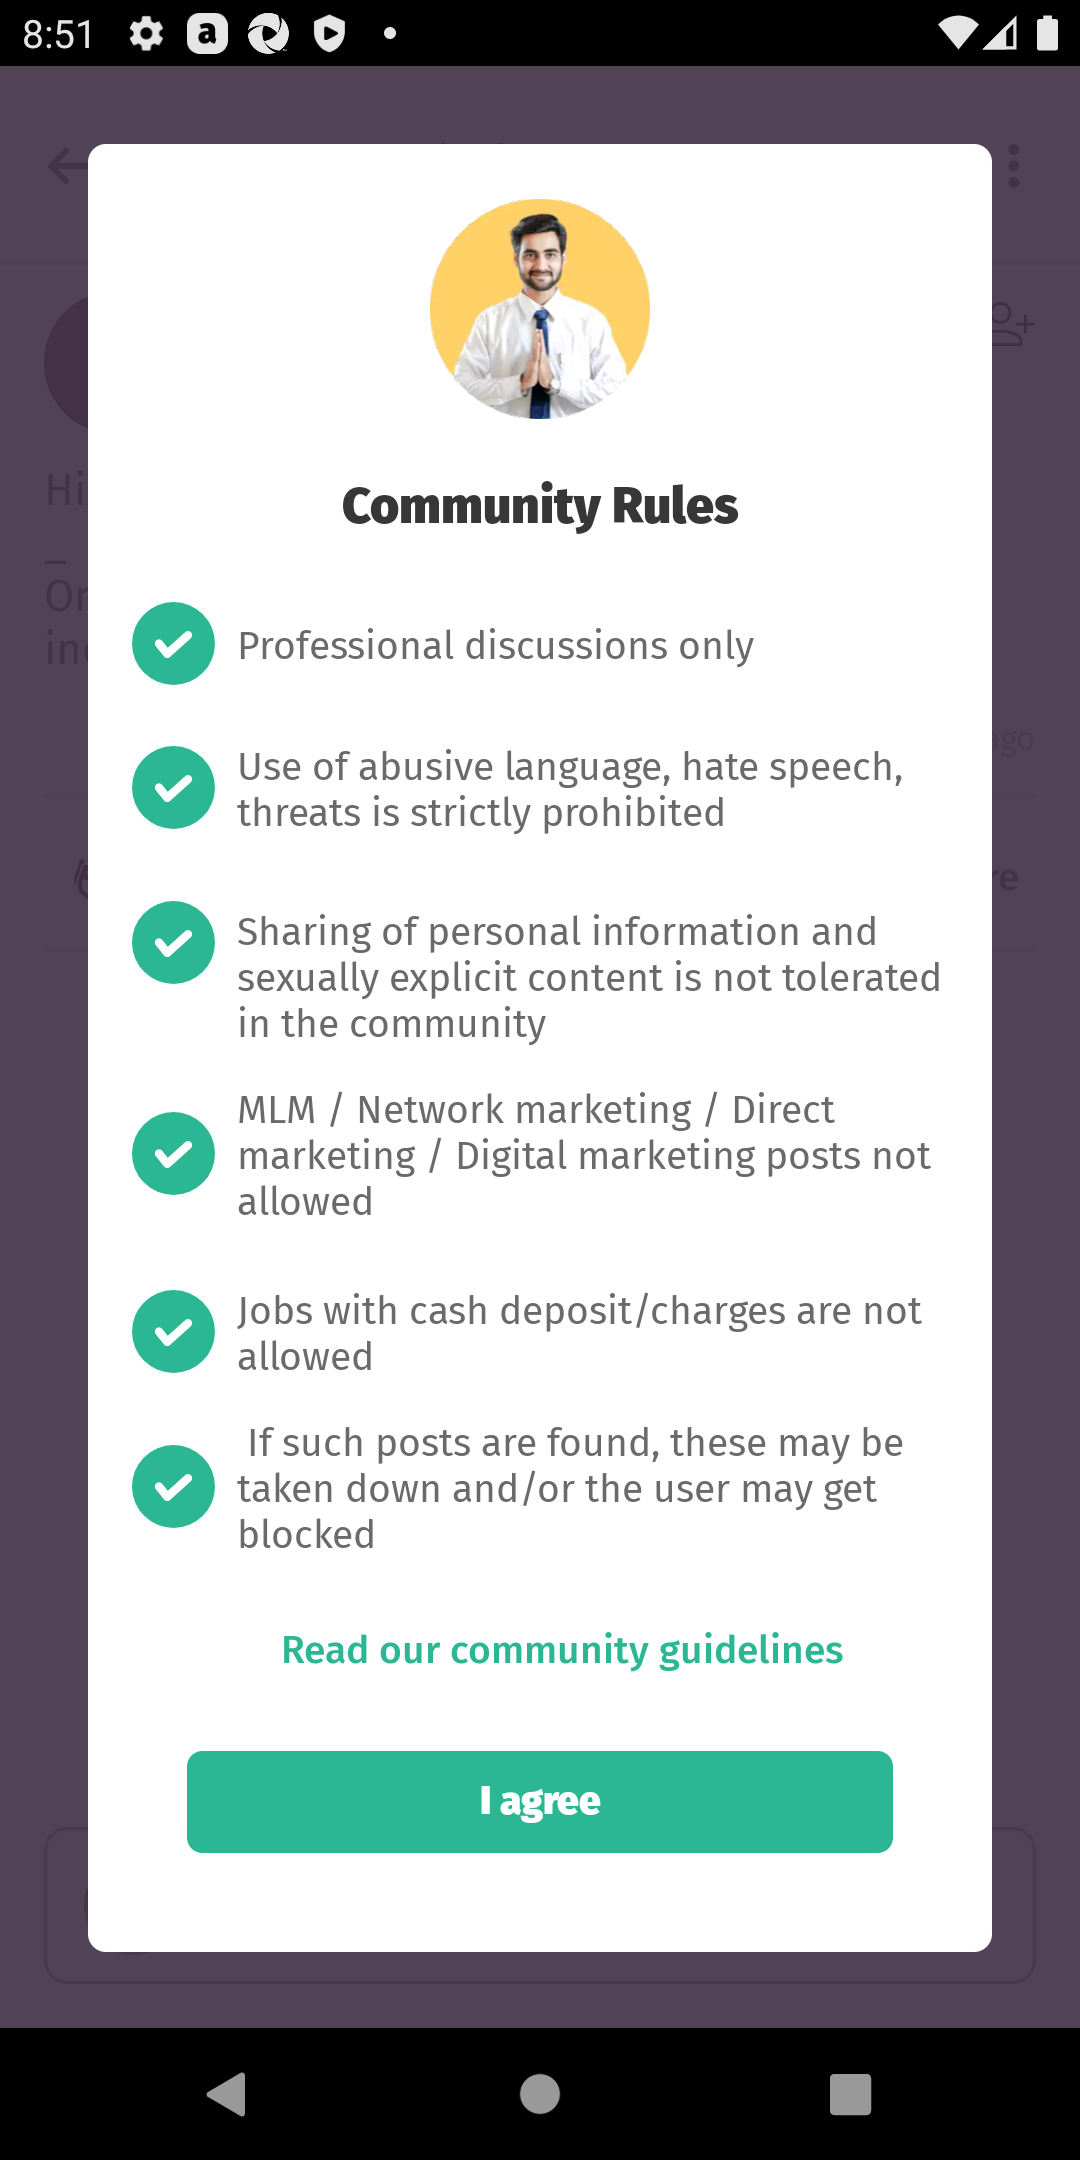 8:51
Community Rules
Professional discussions only
Use of abusive language, hate speech,
threats is strictly prohibited
Sharing of personal information and
sexually explicit content is not tolerated
in the community
MLM / Network marketing / Direct
marketing / Digital marketing posts not
allowed
Jobs with cash deposit/charges are not
allowed
If such posts are found, these may be
taken down and/or the user may get
blocked
Read our community guidelines
I agree
Hi
ago